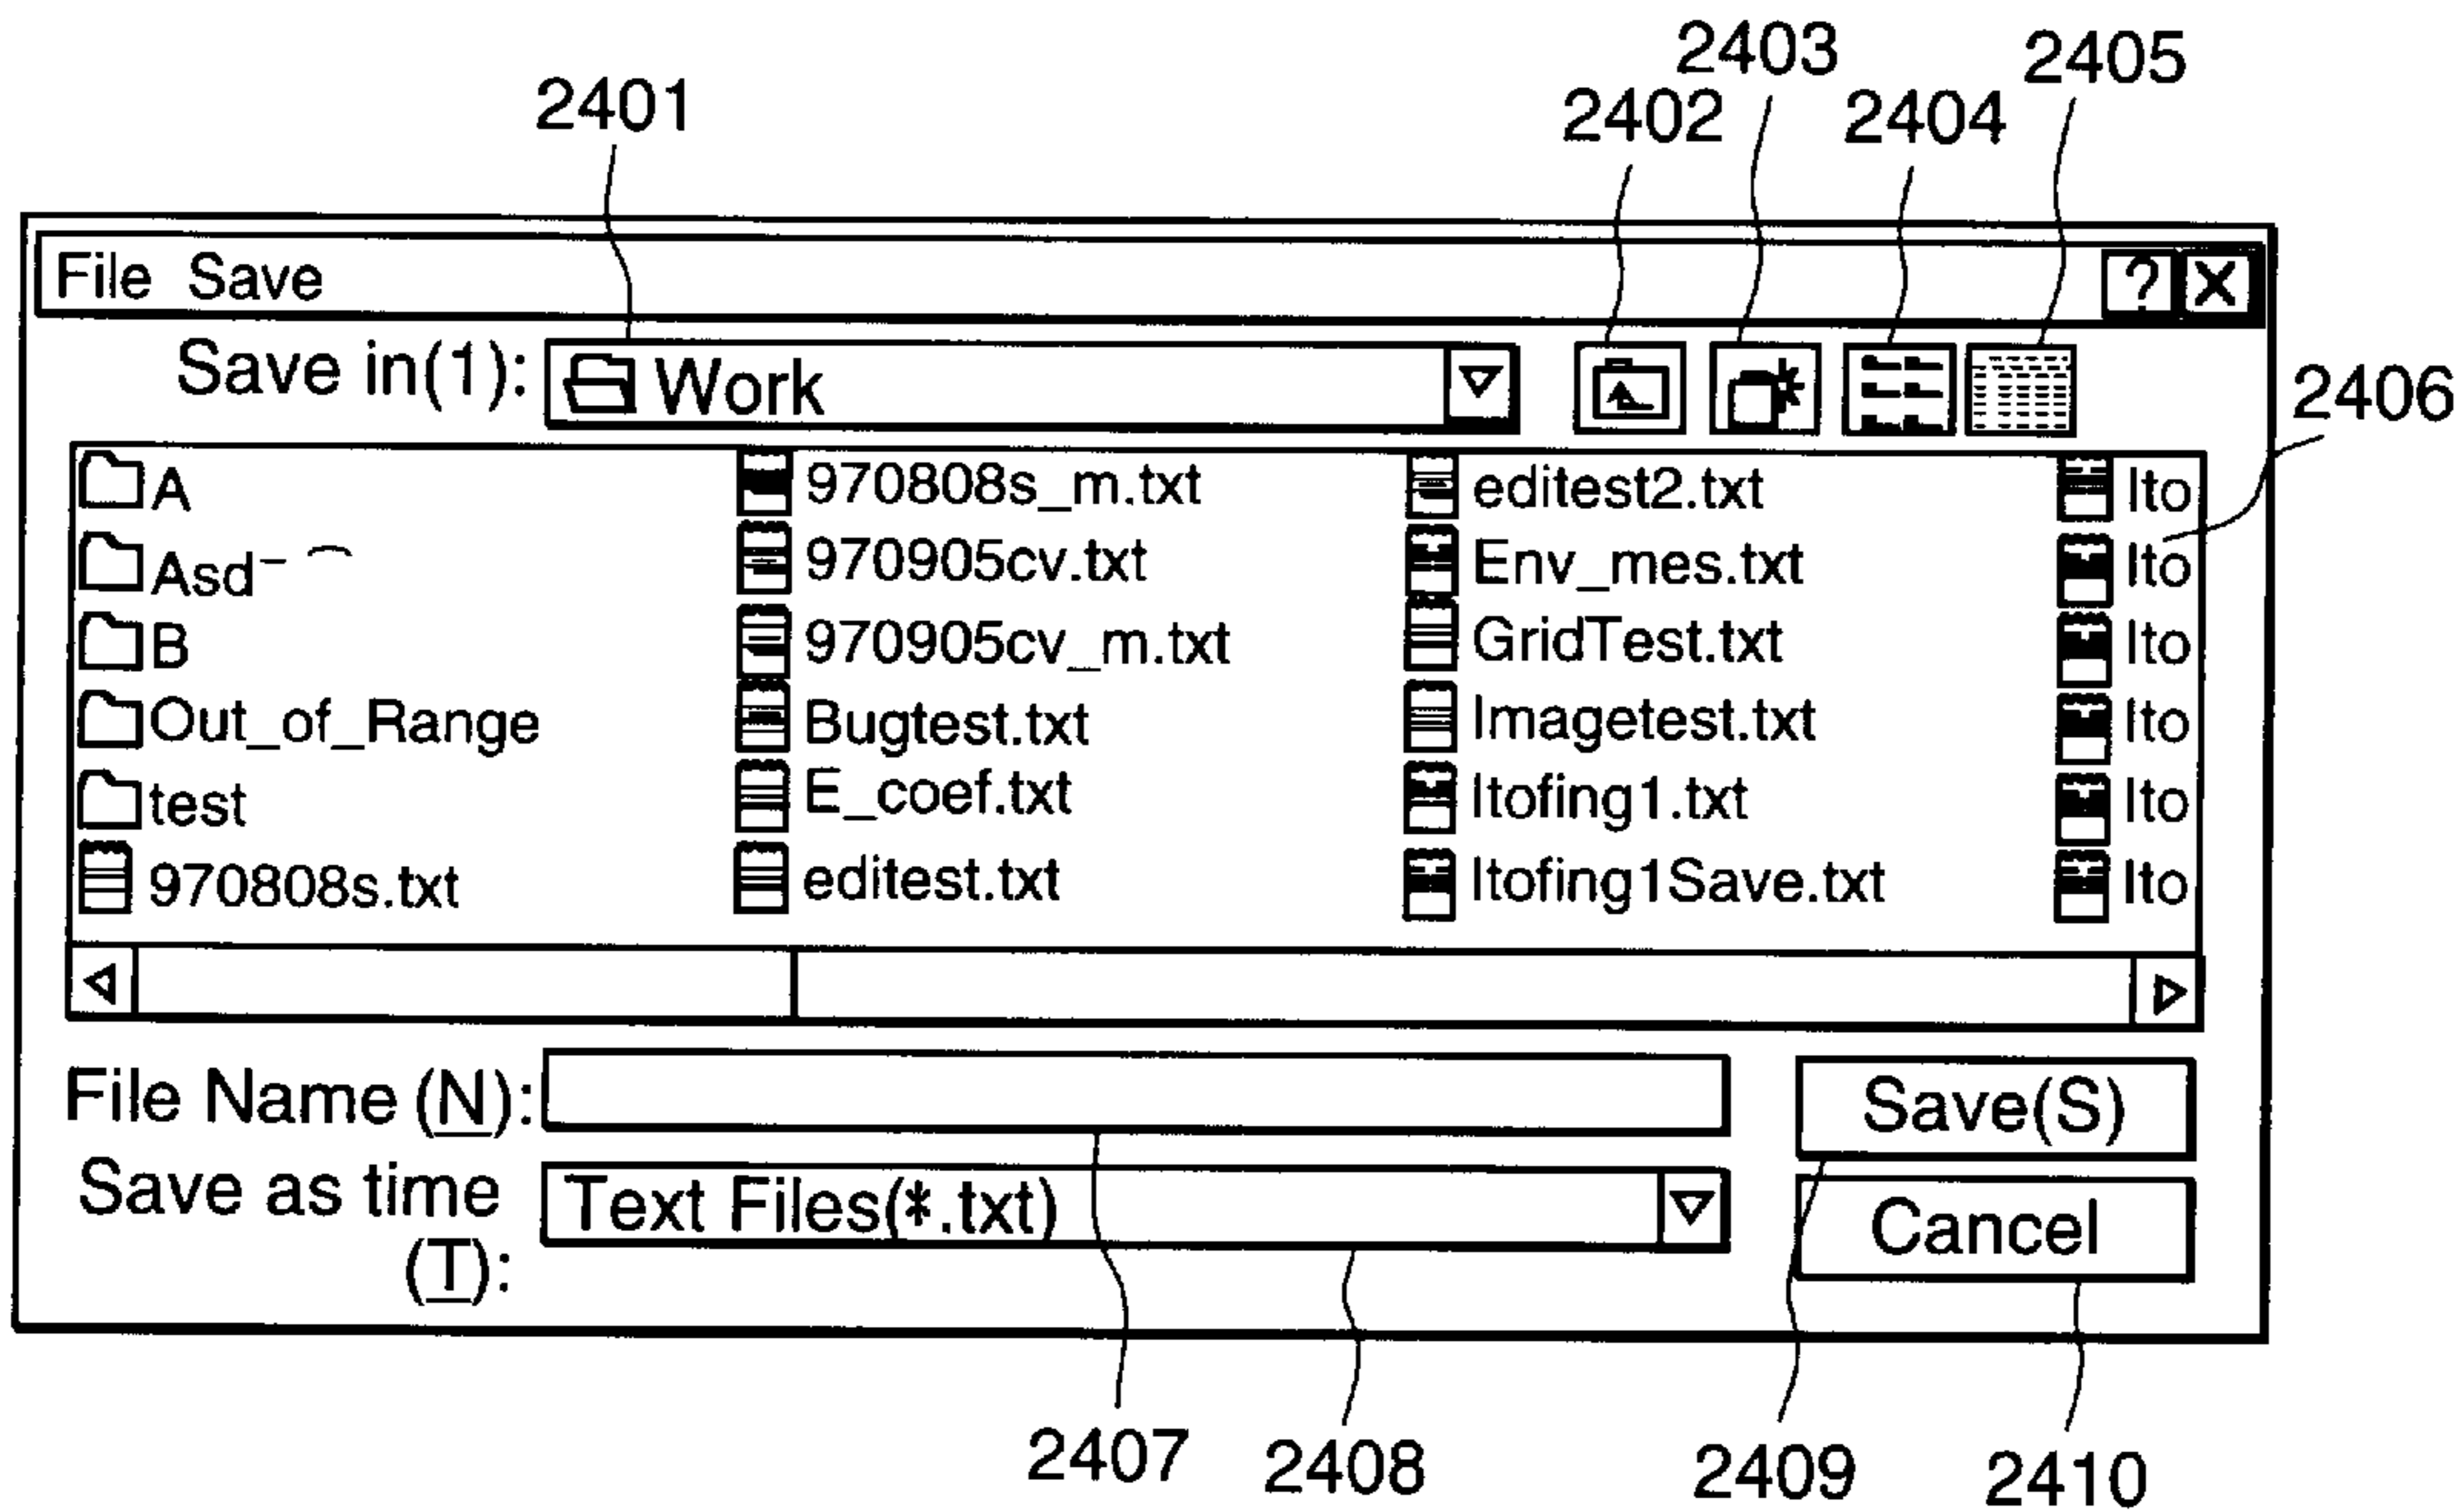 2403
2405
2401
2402
2404
File Save
? X
Save in(1): Work
2406
A 970808s_m.txt editest2.txt Ito
Asd 970905cv.txt Env_mes.txt Ito
B 970905cv_m.txt GridTest.txt Ito
Out_of_Range Bugtest.txt Imagetest.txt Ito
test E_coef.txt Itofing1.txt Ito
970808s.txt editest.txt Itofing1Save.txt Ito
File Name (N): Save(S)
Save as time Text Files(*.txt) Cancel
(T):
2407
2408
2409
2410